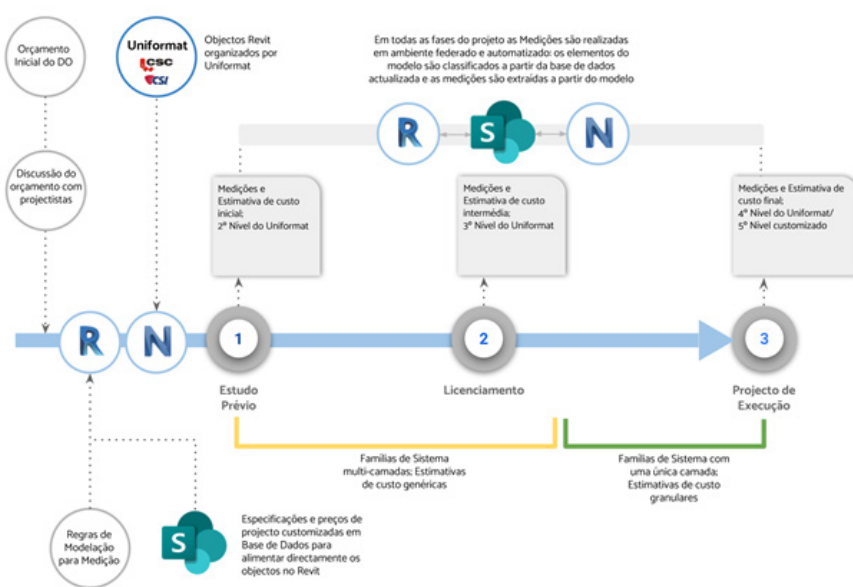 Orçamento
Inicial do DO
Uniformat
csc
CSI
Objectos Revit
organizados por
Uniformat
Em todas as fases do projeto as Medições são realizadas
em ambiente federado e automatizado: os elementos do
modelo são classificados a partir da base de dados
actualizada e as medições são extraídas a partir do modelo
R
S
N
Discussão do
orçamento com
projectistas
Medições e
Estimativa de custo
inicial;
2º Nível do Uniformat
Medições e
Estimativa de custo
intermédia;
3º Nível do Uniformat
Medições e Estimativa de
custo final;
4º Nível do Uniformat/
5º Nível customizado
R
N
1
2
3
Estudo
Prévio
Licenciamento
Projecto de
Execução
Famílias de Sistema
multi-camadas; Estimativas
de custo genéricas
Famílias de Sistema com
uma única camada;
Estimativas de custo
granulares
Regras de
Modelação
para Medição
S
Especificações e preços de
projecto customizadas em
Base de Dados para
alimentar directamente os
objectos no Revit